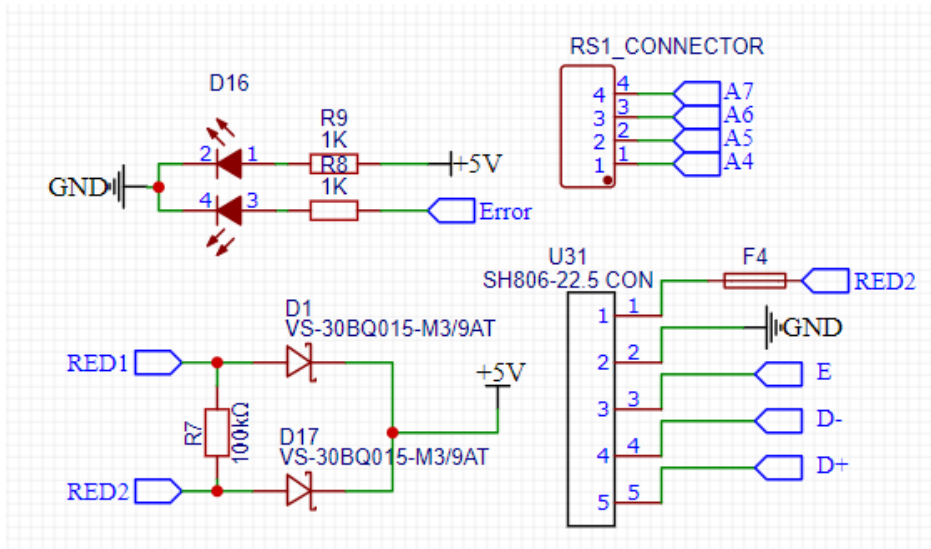 RS1_CONNECTOR
D16
4 4 A7
3 3 A6
2 2 A5
1 1 A4
R9
1K
2 1 +5V
R8
1K
GND
4 3 Error
U31
SH806-22.5 CON
F4
1 1 RED2
2 2 GND
3 3 E
4 4 D-
5 5 D+
D1
VS-30BQ015-M3/9AT
RED1
+5V
R7
100kΩ
D17
VS-30BQ015-M3/9AT
RED2